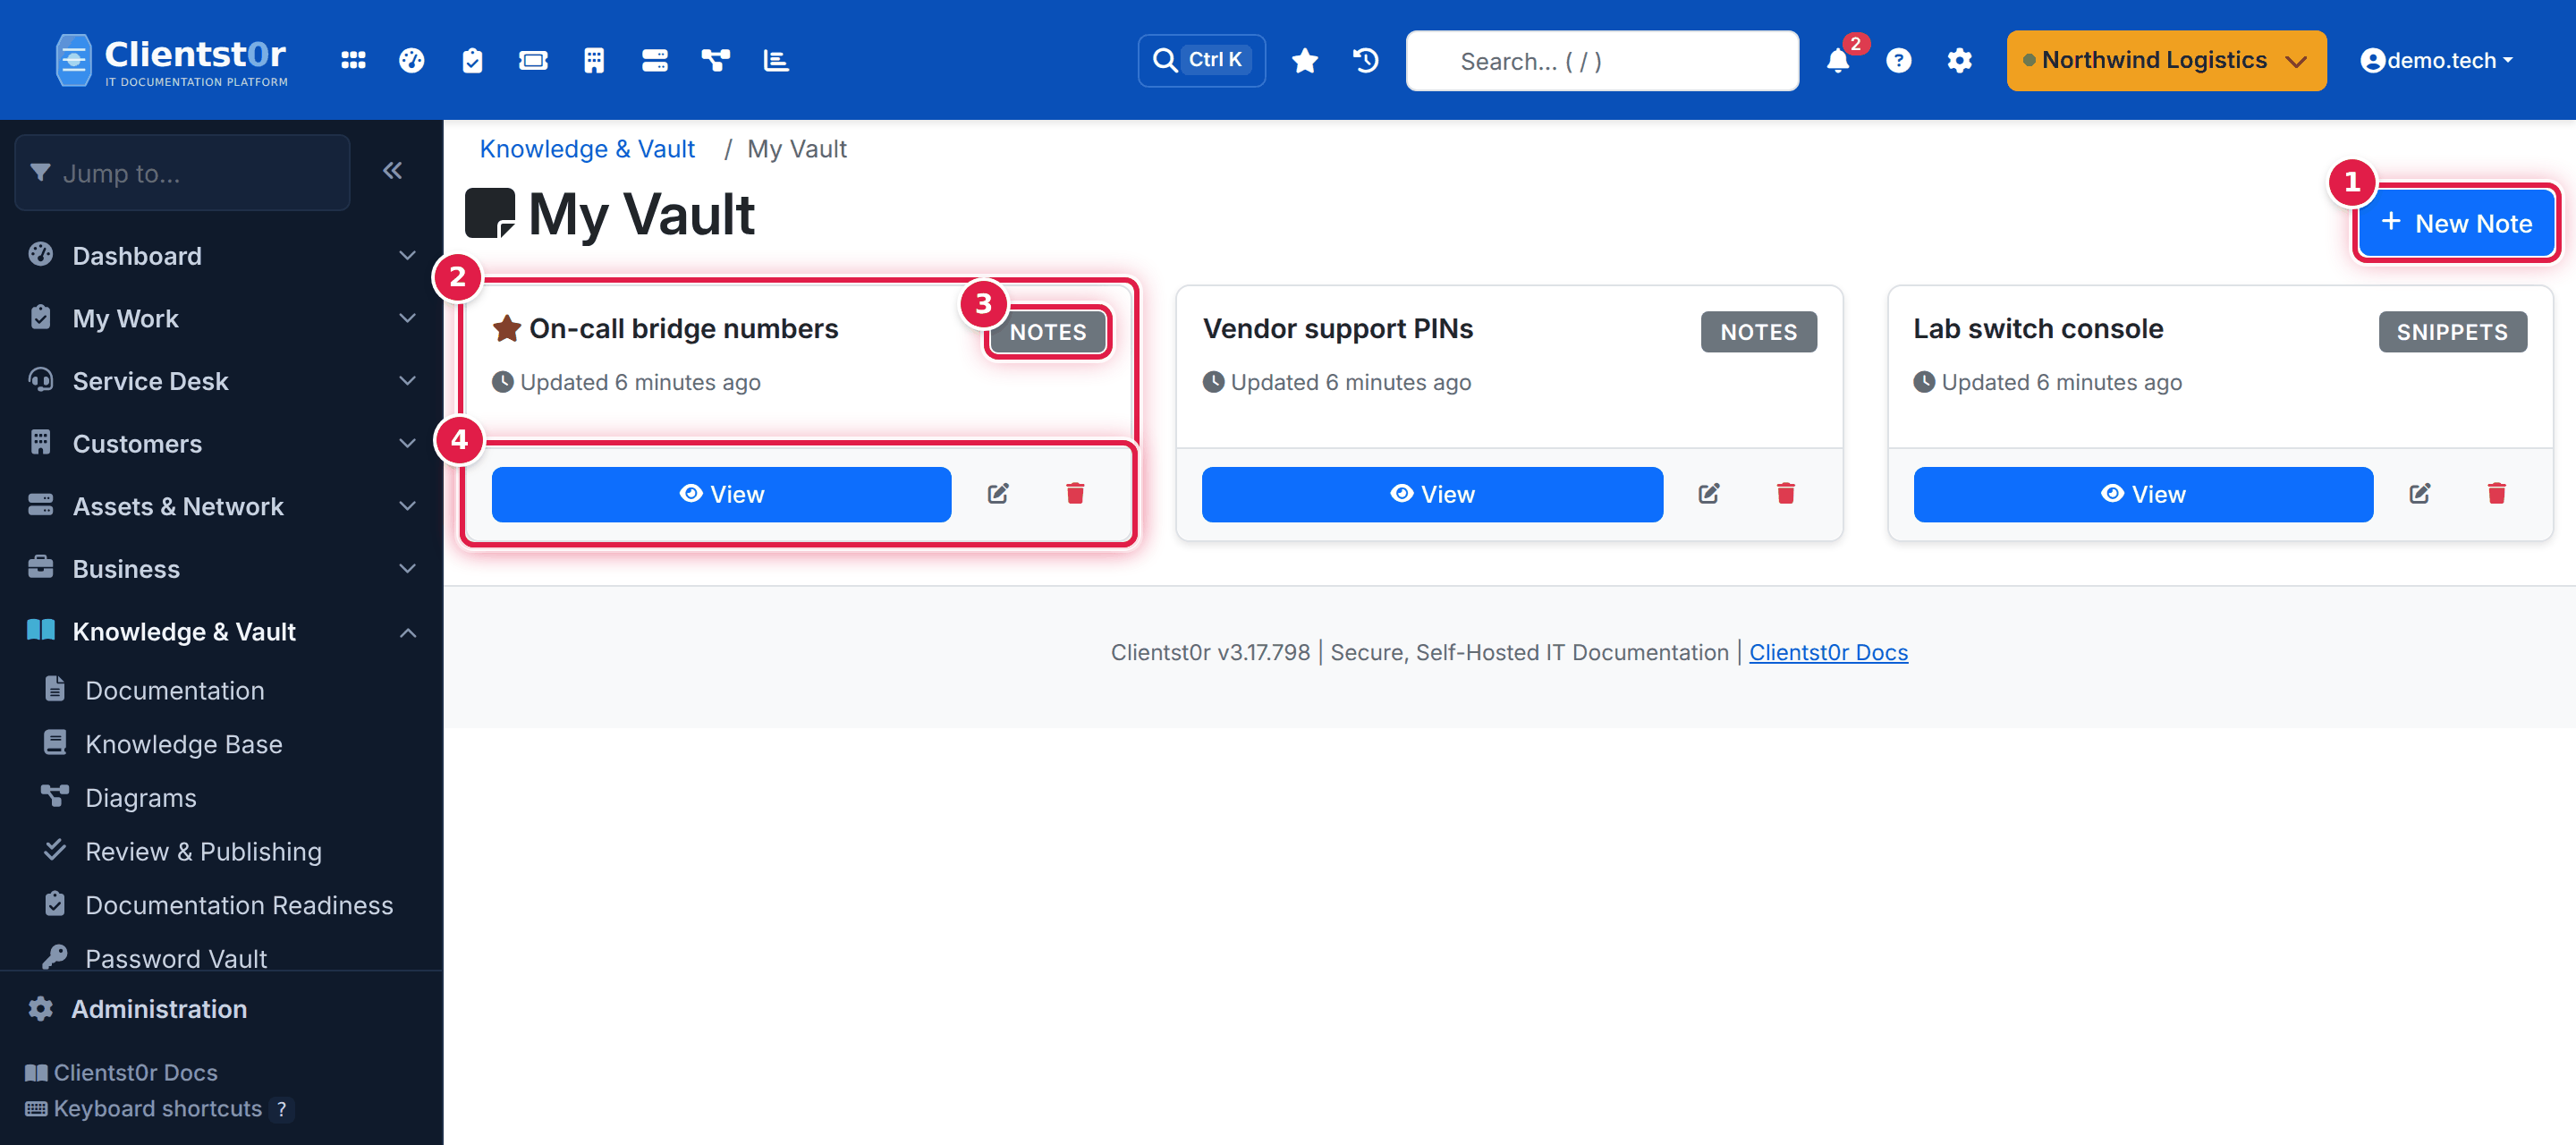 Clientst0r
IT DOCUMENTATION PLATFORM
Ctrl K
Search... ( / )
2
?
Northwind Logistics
demo.tech
Jump to...
Dashboard
My Work
Service Desk
Customers
Assets & Network
Business
Knowledge & Vault
Documentation
Knowledge Base
Diagrams
Review & Publishing
Documentation Readiness
Password Vault
Administration
Clientst0r Docs
Keyboard shortcuts ?
Knowledge & Vault / My Vault
My Vault
1
+ New Note
2
On-call bridge numbers
3
NOTES
Updated 6 minutes ago
4
View
Vendor support PINs
NOTES
Updated 6 minutes ago
View
Lab switch console
SNIPPETS
Updated 6 minutes ago
View
Clientst0r v3.17.798 | Secure, Self-Hosted IT Documentation | Clientst0r Docs